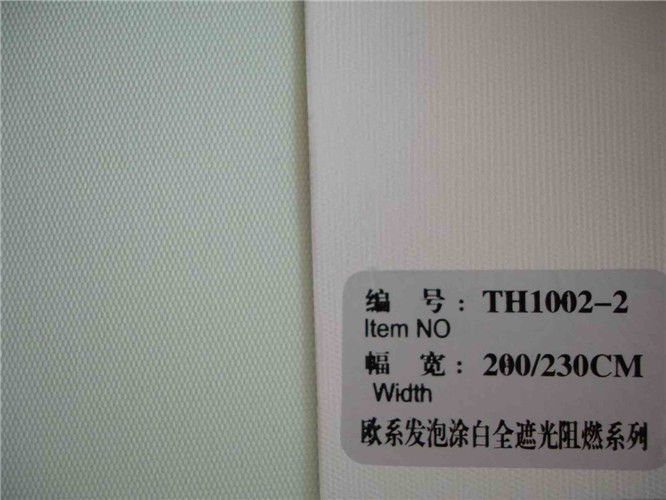 编 号：TH1002-2
Item NO
幅 宽：200/230CM
Width
欧系发泡涂白全遮光阻燃系列